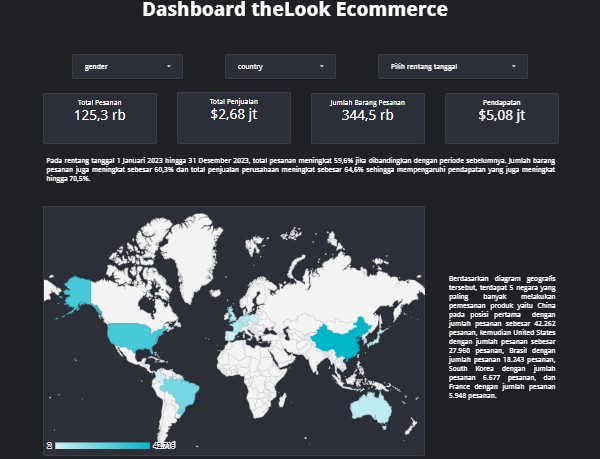 Dashboard theLook Ecommerce
gender
country
Pilih rentang tanggal
Total Pesanan
125,3 rb
Total Penjualan
$2,68 jt
Jumlah Barang Pesanan
344,5 rb
Pendapatan
$5,08 jt
Pada rentang tanggal 1 Januari 2023 hingga 31 Desember 2023, total pesanan meningkat 59,6% jika dibandingkan dengan periode sebelumnya. Jumlah barang
pesanan juga meningkat sebesar 60,3% dan total penjualan perusahaan meningkat sebesar 64,6% sehingga mempengaruhi pendapatan yang juga meningkat
hingga 70,5%.
Berdasarkan diagram geografis
tersebut, terdapat 5 negara yang
paling banyak melakukan
pemesanan produk yaitu China
pada posisi pertama dengan
jumlah pesanan sebesar 42.262
pesanan, kemudian United States
dengan jumlah pesanan sebesar
27.960 pesanan, Brasil dengan
jumlah pesanan 18.243 pesanan,
South Korea dengan jumlah
pesanan 6.677 pesanan, dan
France dengan jumlah pesanan
5.948 pesanan.
2